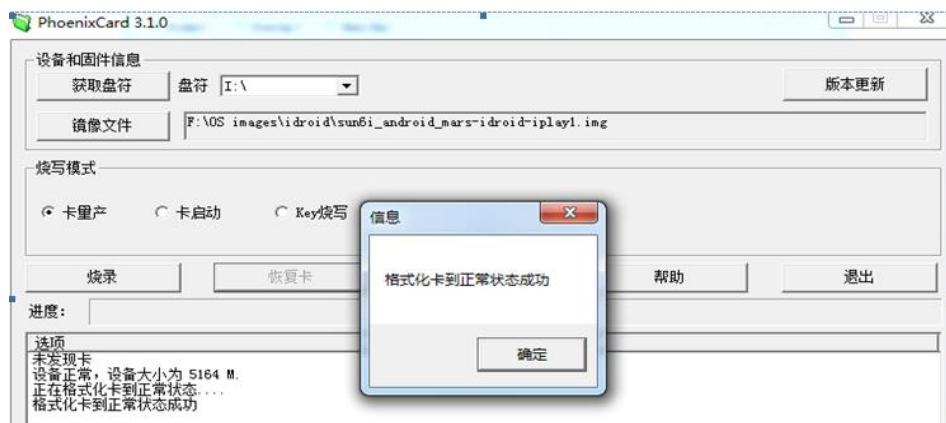 PhoenixCard 3.1.0
设备和固件信息
获取盘符 盘符 I:\ 版本更新
镜像文件 F:\OS images\idroid\sun6i_android_mars-idroid-iplay1.img
烧写模式
卡量产 卡启动 Key烧写
信息
格式化卡到正常状态成功
确定
烧录 恢复卡 帮助 退出
进度：
选项
未发现卡
设备正常，设备大小为 5164 M.
正在格式化卡到正常状态....
格式化卡到正常状态成功